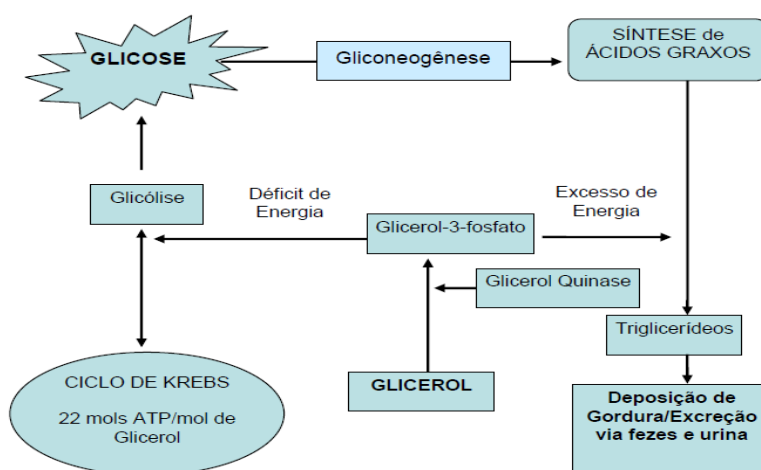 GLICOSE
Gliconeogênese
SÍNTESE de
ÁCIDOS GRAXOS
Glicólise
Déficit de
Energia
Excesso de
Energia
Glicerol-3-fosfato
Glicerol Quinase
Triglicerídeos
CICLO DE KREBS
22 mols ATP/mol de
Glicerol
GLICEROL
Deposição de
Gordura/Excreção
via fezes e urina